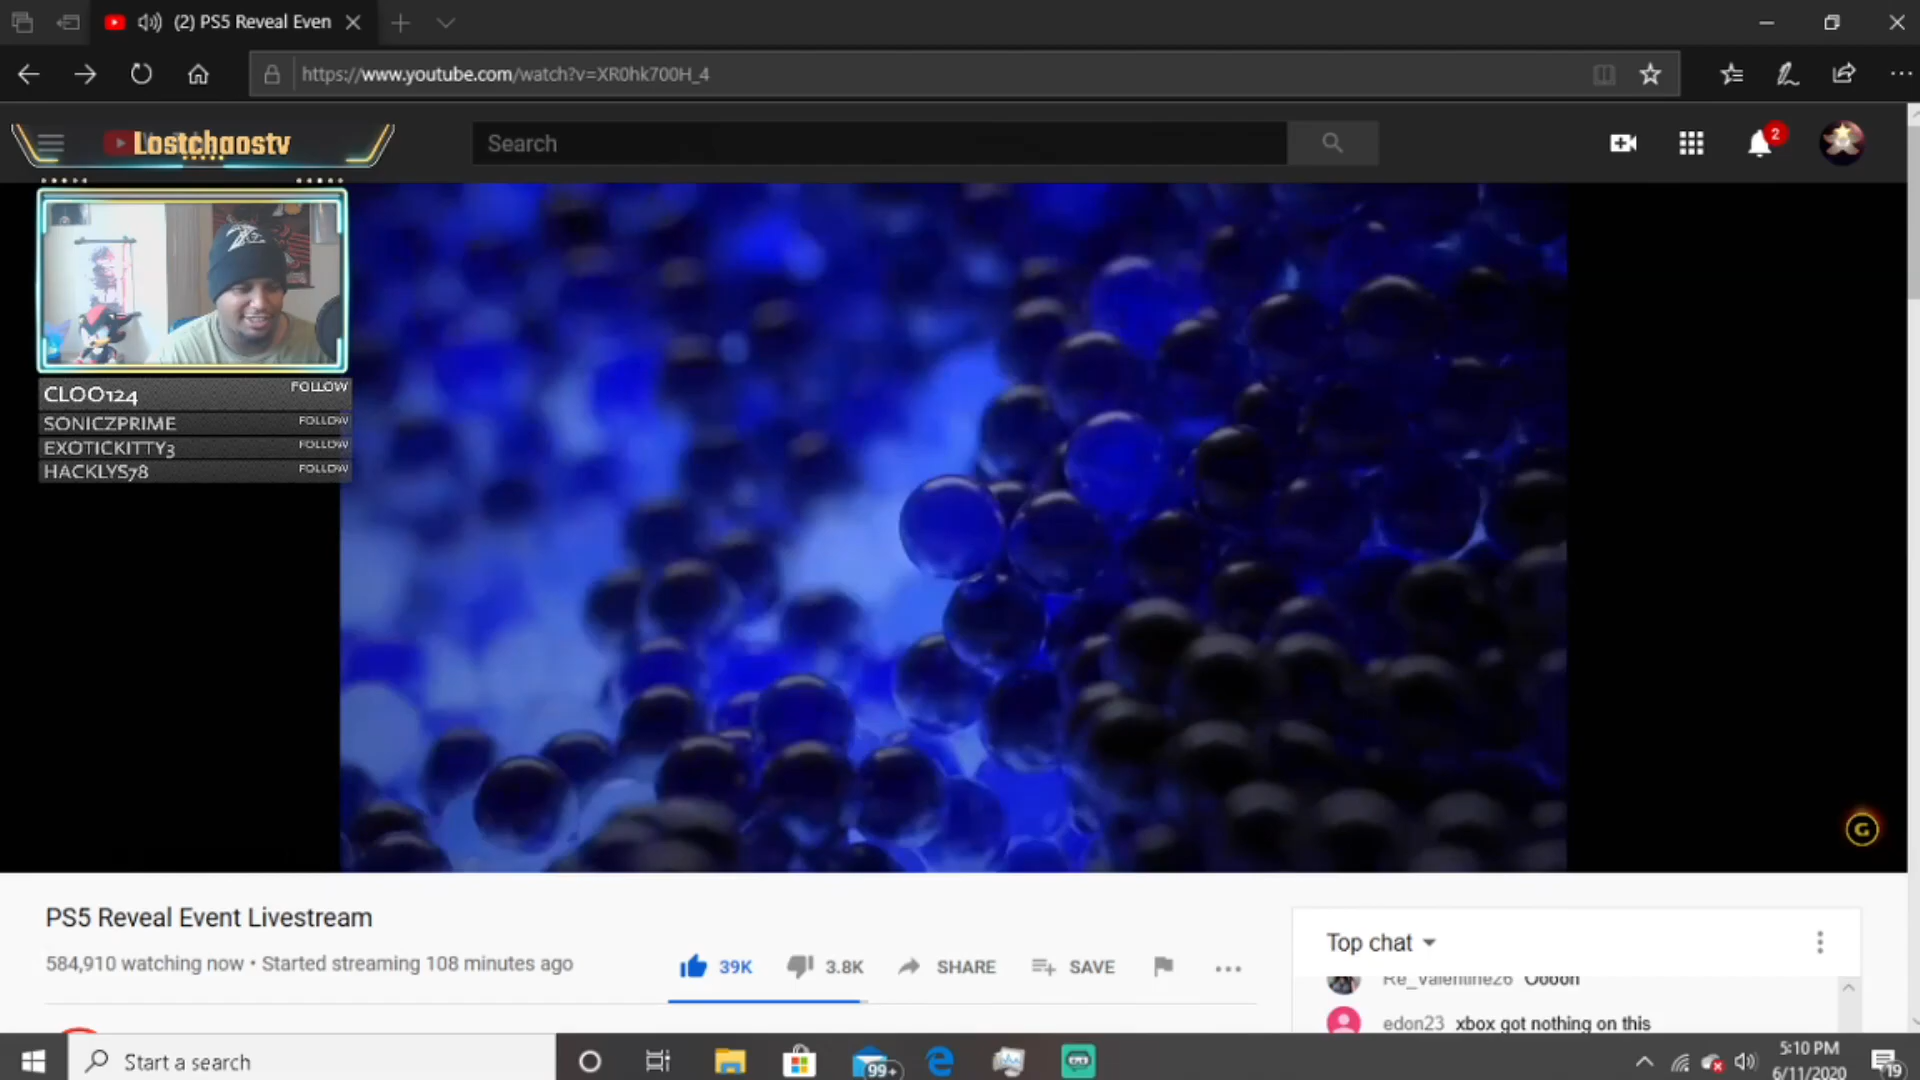 (2) PS5 Reveal Even
https://www.youtube.com/watch?v=XR0hk700H_4
Lostchaostv
Search
2
CLOO124 FOLLOW
SONICZPRIME FOLLOW
EXOTICKITTY3 FOLLOW
HACKLYS78 FOLLOW
G
PS5 Reveal Event Livestream
584,910 watching now • Started streaming 108 minutes ago
39K 3.8K SHARE SAVE
Top chat
Re_Valentine26 Ooooh
edon23 xbox got nothing on this
Start a search
99+
5:10 PM
6/11/2020
19